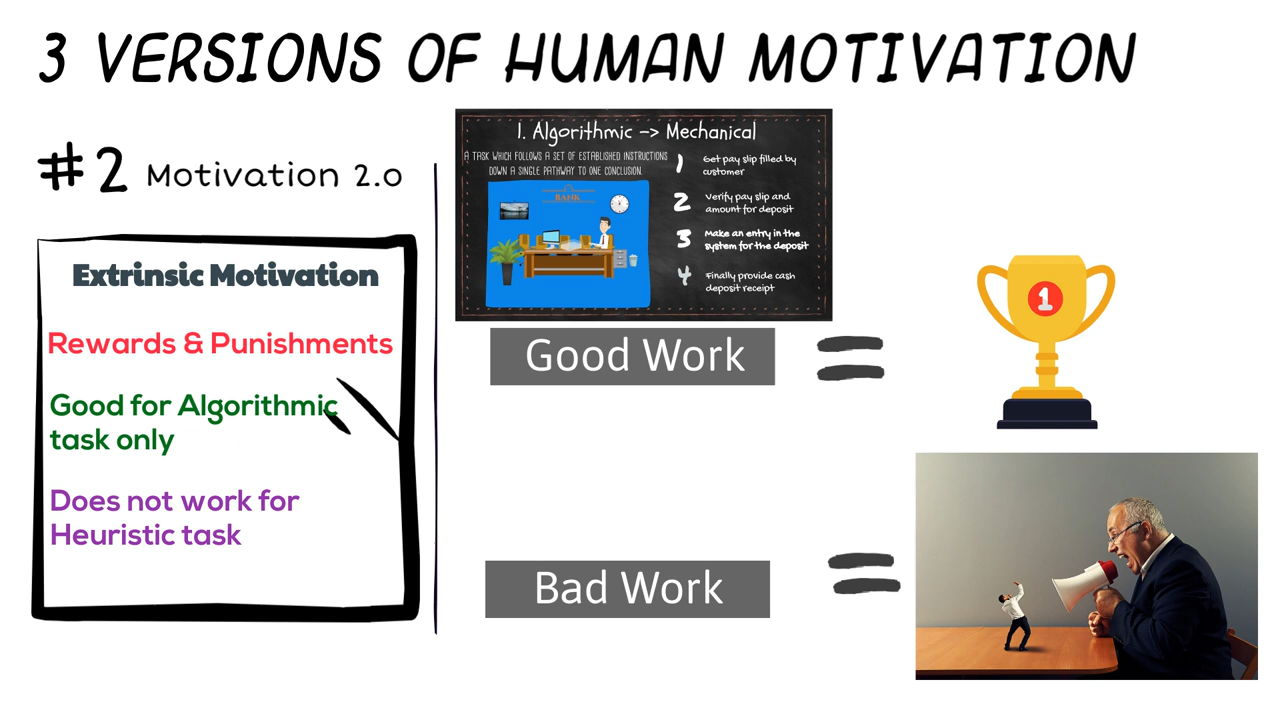 3 VERSIONS OF HUMAN MOTIVATION
#2 Motivation 2.0
Extrinsic Motivation
Rewards & Punishments
Good for Algorithmic
task only
Does not work for
Heuristic task
1. Algorithmic -> Mechanical
A TASK WHICH FOLLOWS A SET OF ESTABLISHED INSTRUCTIONS
DOWN A SINGLE PATHWAY TO ONE CONCLUSION.
BANK
1 Get pay slip filled by
customer
2 Verify pay slip and
amount for deposit
3 Make an entry in the
system for the deposit
4 Finally provide cash
deposit receipt
Good Work =
1
Bad Work =